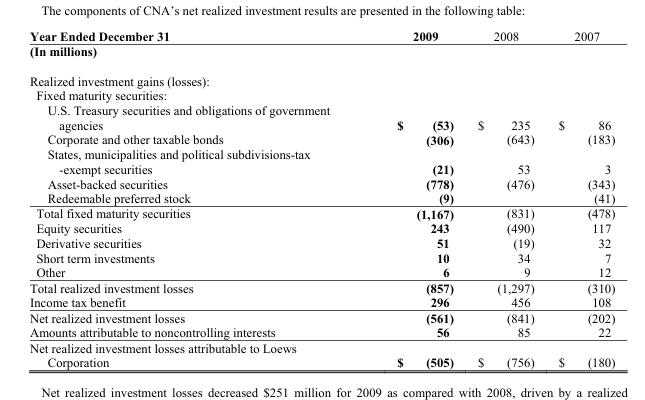 The components of CNA's net realized investment results are presented in the following table:
Year Ended December 31 2009 2008 2007
(In millions)
Realized investment gains (losses):
Fixed maturity securities:
U.S. Treasury securities and obligations of government
agencies $ (53) $ 235 $ 86
Corporate and other taxable bonds (306) (643) (183)
States, municipalities and political subdivisions-tax
-exempt securities (21) 53 3
Asset-backed securities (778) (476) (343)
Redeemable preferred stock (9) (41)
Total fixed maturity securities (1,167) (831) (478)
Equity securities 243 (490) 117
Derivative securities 51 (19) 32
Short term investments 10 34 7
Other 6 9 12
Total realized investment losses (857) (1,297) (310)
Income tax benefit 296 456 108
Net realized investment losses (561) (841) (202)
Amounts attributable to noncontrolling interests 56 85 22
Net realized investment losses attributable to Loews
Corporation $ (505) $ (756) $ (180)
Net realized investment losses decreased $251 million for 2009 as compared with 2008, driven by a realized